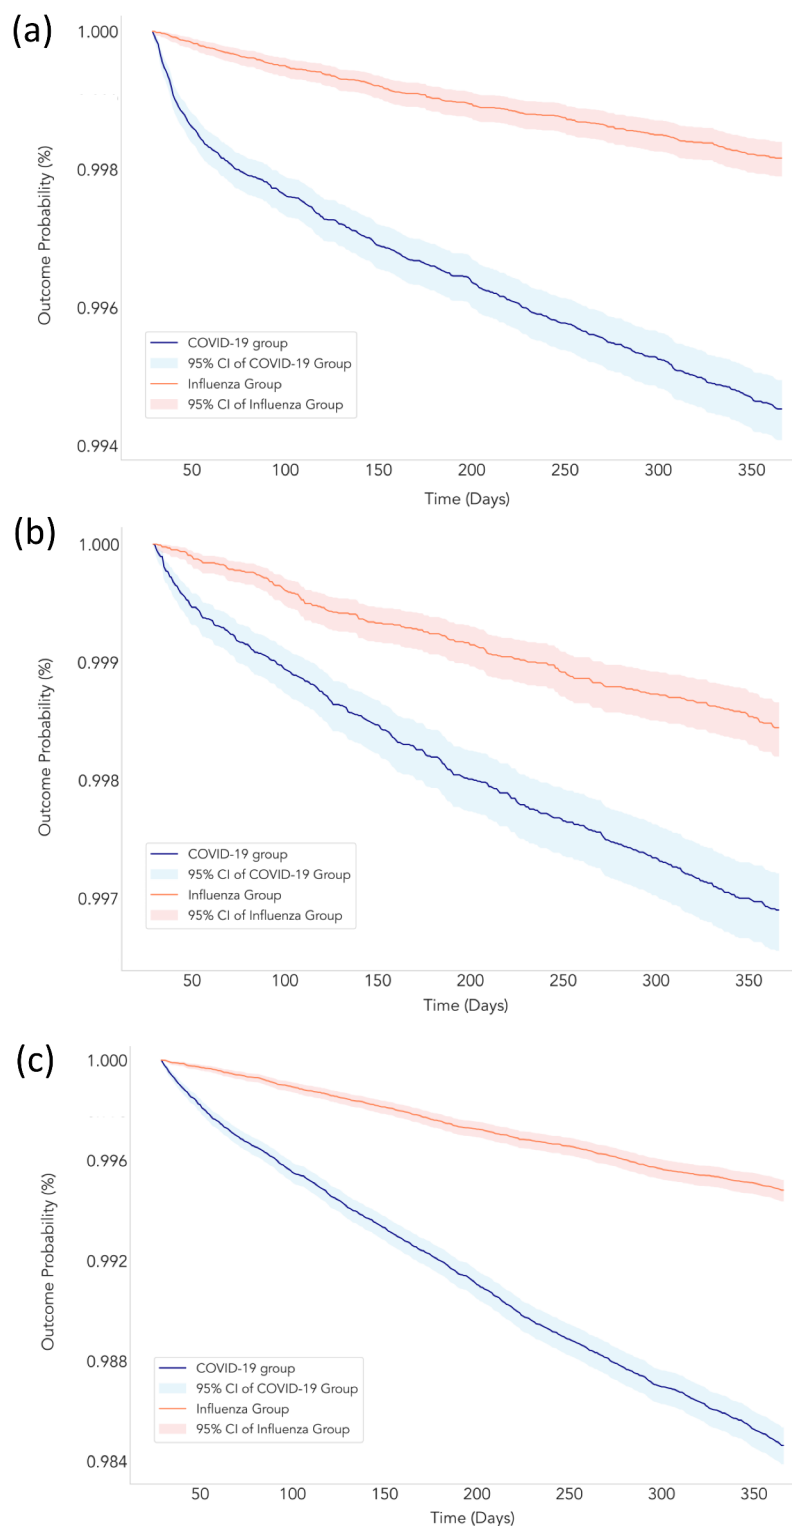 (a)
1.000
0.998
0.996
0.994
Outcome Probability (%)
COVID-19 group
95% CI of COVID-19 Group
Influenza Group
95% CI of Influenza Group
50 100 150 200 250 300 350
Time (Days)
(b)
1.000
0.999
0.998
0.997
Outcome Probability (%)
COVID-19 group
95% CI of COVID-19 Group
Influenza Group
95% CI of Influenza Group
50 100 150 200 250 300 350
Time (Days)
(c)
1.000
0.996
0.992
0.988
0.984
Outcome Probability (%)
COVID-19 group
95% CI of COVID-19 Group
Influenza Group
95% CI of Influenza Group
50 100 150 200 250 300 350
Time (Days)